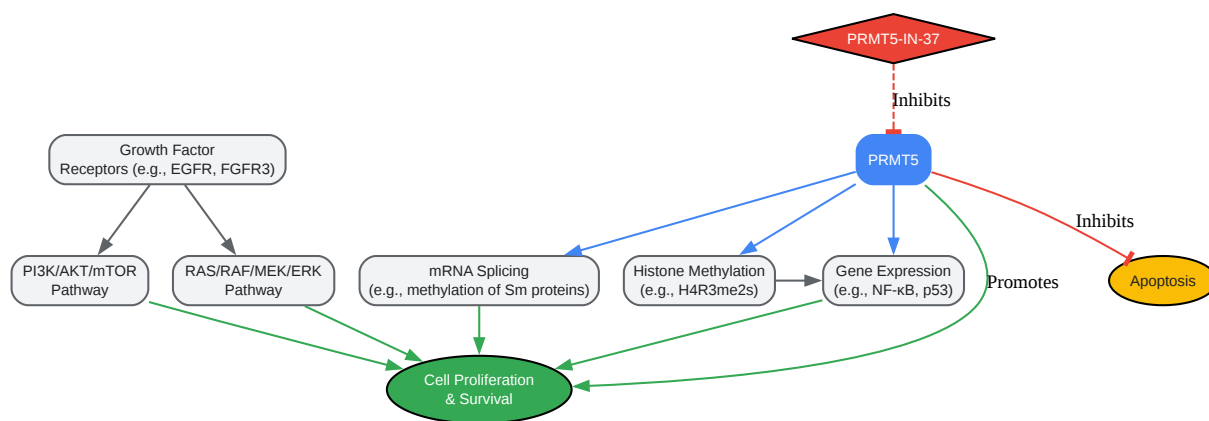 PRMT5-IN-37
Inhibits
Growth Factor
Receptors (e.g., EGFR, FGFR3)
PRMT5
Inhibits
PI3K/AKT/mTOR
Pathway
RAS/RAF/MEK/ERK
Pathway
mRNA Splicing
(e.g., methylation of Sm proteins)
Histone Methylation
(e.g., H4R3me2s)
Gene Expression
(e.g., NF-κB, p53)
Promotes
Apoptosis
Cell Proliferation
& Survival